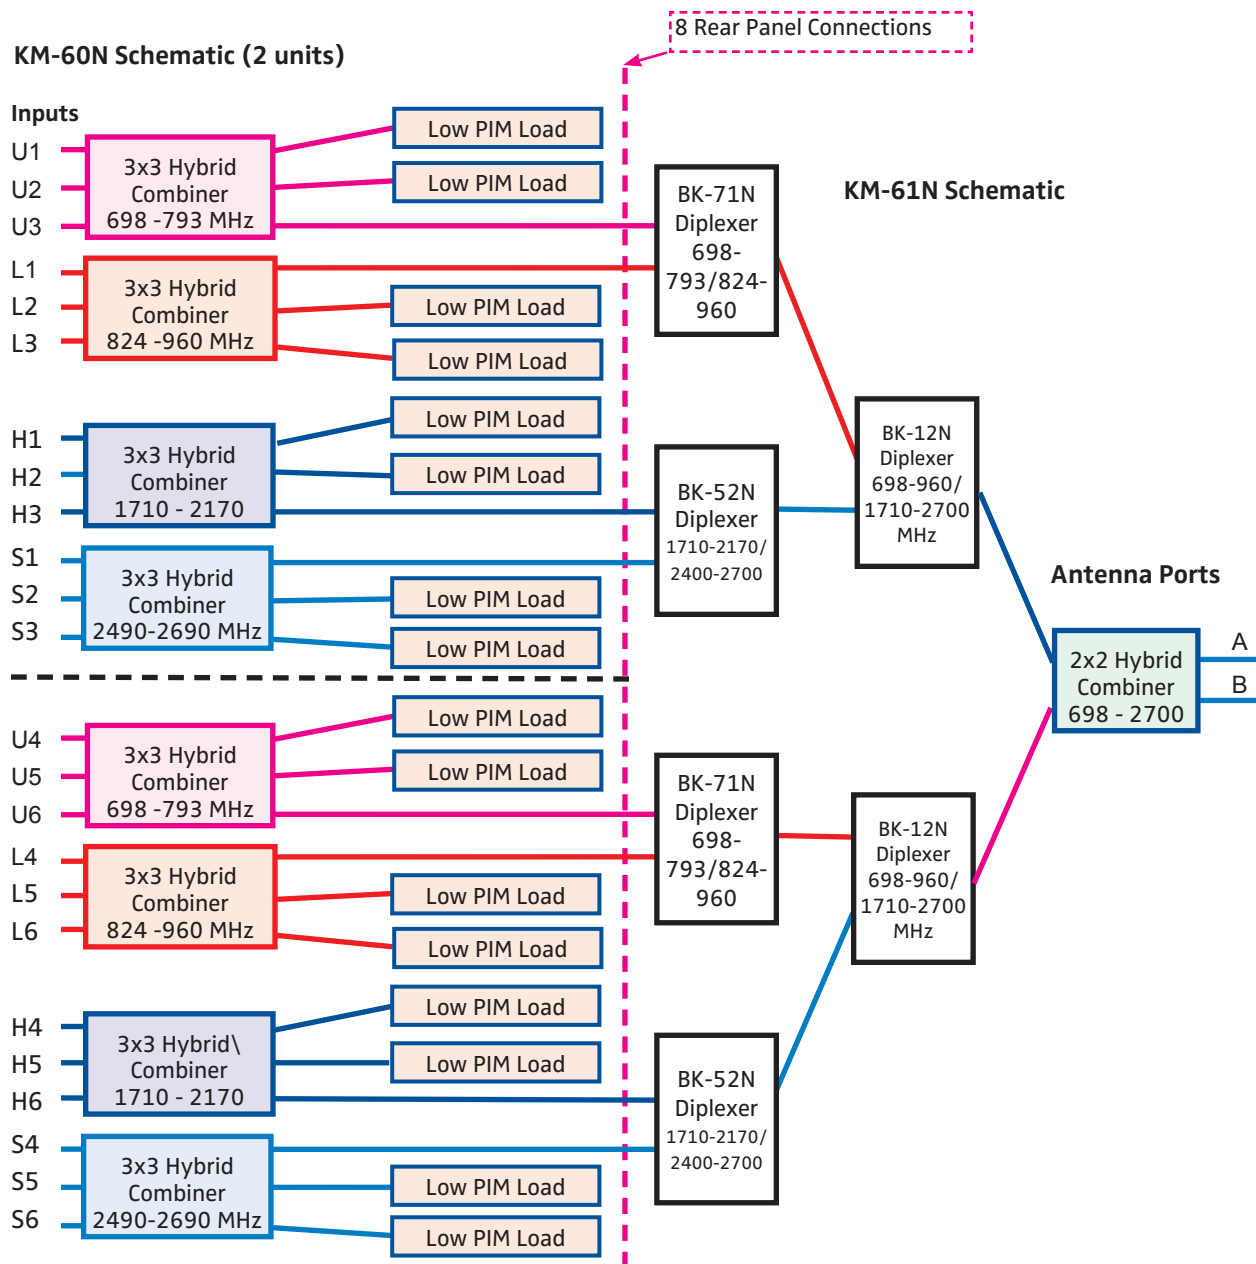 8 Rear Panel Connections
KM-60N Schematic (2 units)
Inputs
U1
U2
U3
3x3 Hybrid
Combiner
698 -793 MHz
Low PIM Load
Low PIM Load
L1
L2
L3
3x3 Hybrid
Combiner
824 -960 MHz
Low PIM Load
Low PIM Load
BK-71N
Diplexer
698-
793/824-
960
KM-61N Schematic
H1
H2
H3
3x3 Hybrid
Combiner
1710 - 2170
Low PIM Load
Low PIM Load
S1
S2
S3
3x3 Hybrid
Combiner
2490-2690 MHz
Low PIM Load
Low PIM Load
BK-52N
Diplexer
1710-2170/
2400-2700
BK-12N
Diplexer
698-960/
1710-2700
MHz
Antenna Ports
2x2 Hybrid
Combiner
698 - 2700
A
B
U4
U5
U6
3x3 Hybrid
Combiner
698 -793 MHz
Low PIM Load
Low PIM Load
L4
L5
L6
3x3 Hybrid
Combiner
824 -960 MHz
Low PIM Load
Low PIM Load
BK-71N
Diplexer
698-
793/824-
960
BK-12N
Diplexer
698-960/
1710-2700
MHz
H4
H5
H6
3x3 Hybrid\
Combiner
1710 - 2170
Low PIM Load
Low PIM Load
S4
S5
S6
3x3 Hybrid
Combiner
2490-2690 MHz
Low PIM Load
Low PIM Load
BK-52N
Diplexer
1710-2170/
2400-2700